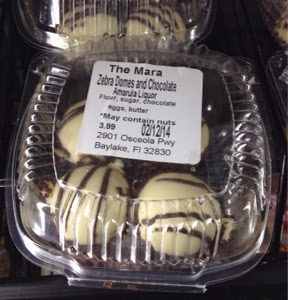 The Mara
Zebra Domes and Chocolate
Amarula Liquor
Flour, sugar, chocolate
eggs, butter
*May contain nuts
3.99 02/12/14
2901 Osceola Pwy
Baylake, Fl 32830